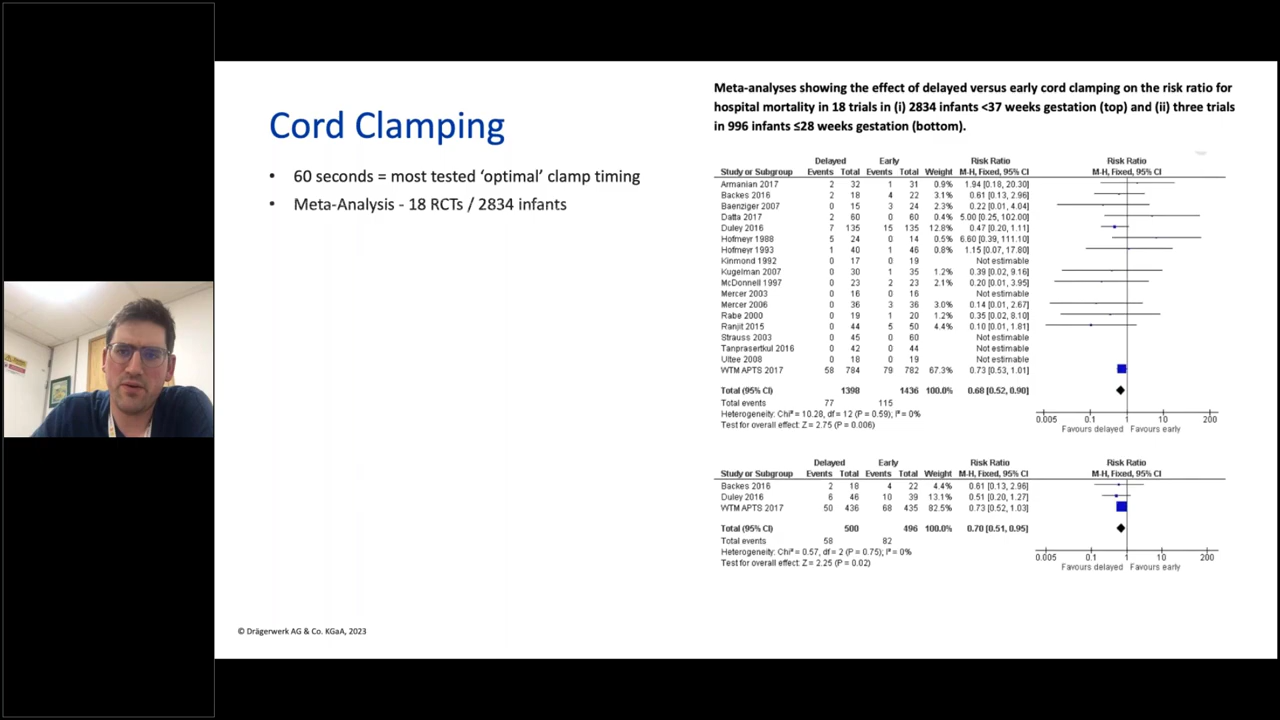 Cord Clamping
• 60 seconds = most tested ‘optimal’ clamp timing
• Meta-Analysis - 18 RCTs / 2834 infants
© Drägerwerk AG & Co. KGaA, 2023
Meta-analyses showing the effect of delayed versus early cord clamping on the risk ratio for
hospital mortality in 18 trials in (i) 2834 infants <37 weeks gestation (top) and (ii) three trials
in 996 infants ≤28 weeks gestation (bottom).
Delayed Early Risk Ratio Risk Ratio
Study or Subgroup Events Total Events Total Weight M-H, Fixed, 95% CI M-H, Fixed, 95% CI
Armanian 2017 2 32 1 31 0.9% 1.94 [0.18, 20.30]
Backes 2016 2 18 4 22 3.0% 0.61 [0.13, 2.96]
Baenziger 2007 0 15 3 24 2.3% 0.22 [0.01, 4.04]
Datta 2017 2 60 0 60 0.4% 5.00 [0.25, 102.00]
Duley 2016 7 135 15 135 12.8% 0.47 [0.20, 1.11]
Hofmeyr 1988 5 24 0 14 0.5% 6.60 [0.39, 111.10]
Hofmeyr 1993 1 40 1 46 0.8% 1.15 [0.07, 17.80]
Kinmond 1992 0 17 0 19 Not estimable
Kugelman 2007 0 30 1 35 1.2% 0.39 [0.02, 9.16]
McDonnell 1997 0 23 2 23 2.1% 0.20 [0.01, 3.95]
Mercer 2003 0 16 0 16 Not estimable
Mercer 2006 0 36 3 36 3.0% 0.14 [0.01, 2.67]
Rabe 2000 0 19 1 20 1.2% 0.35 [0.02, 8.10]
Ranjit 2015 0 44 5 50 4.4% 0.10 [0.01, 1.81]
Strauss 2003 0 45 0 60 Not estimable
Tanprasertkul 2016 0 42 0 44 Not estimable
Ultee 2008 0 18 0 19 Not estimable
WTM APTS 2017 58 784 79 782 67.3% 0.73 [0.53, 1.01]
Total (95% CI) 1398 1436 100.0% 0.68 [0.52, 0.90]
Total events 77 115
Heterogeneity: Chi² = 10.28, df = 12 (P = 0.59); I² = 0%
Test for overall effect: Z = 2.75 (P = 0.006)
0.005 0.1 1 10 200
Favours delayed Favours early
Delayed Early Risk Ratio Risk Ratio
Study or Subgroup Events Total Events Total Weight M-H, Fixed, 95% CI M-H, Fixed, 95% CI
Backes 2016 2 18 4 22 4.4% 0.61 [0.13, 2.96]
Duley 2016 6 46 10 39 13.1% 0.51 [0.20, 1.27]
WTM APTS 2017 50 436 68 435 82.5% 0.73 [0.52, 1.03]
Total (95% CI) 500 496 100.0% 0.70 [0.51, 0.95]
Total events 58 82
Heterogeneity: Chi² = 0.57, df = 2 (P = 0.75); I² = 0%
Test for overall effect: Z = 2.25 (P = 0.02)
0.005 0.1 1 10 200
Favours delayed Favours early